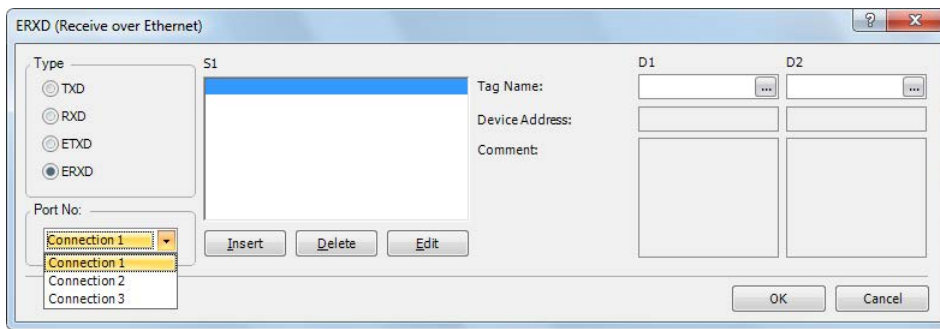 ERXD (Receive over Ethernet)
Type
TXD
RXD
ETXD
ERXD
Port No:
Connection 1
Connection 1
Connection 2
Connection 3
S1
Insert Delete Edit
D1 D2
Tag Name: ... ...
Device Address:
Comment:
OK Cancel